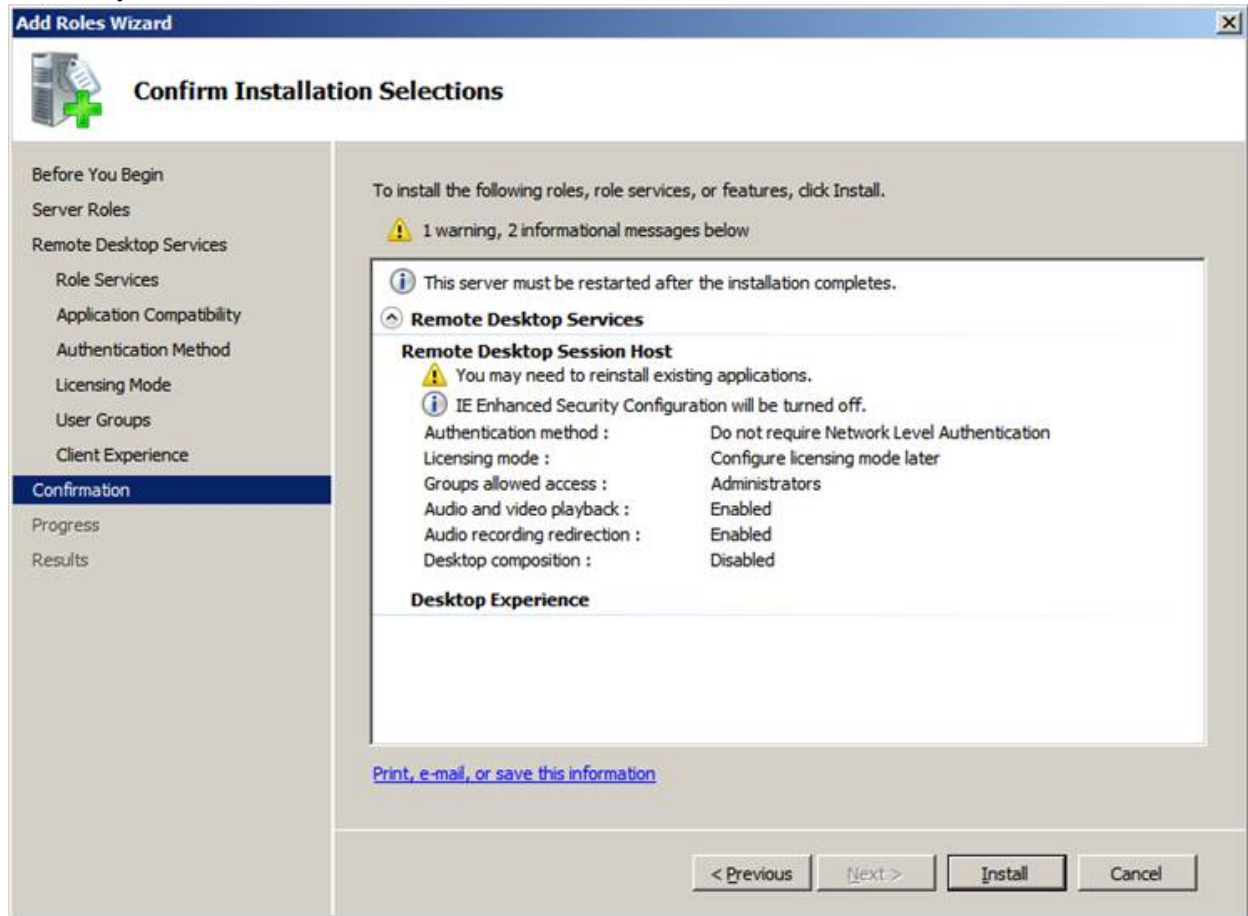 Add Roles Wizard
Confirm Installation Selections
Before You Begin
Server Roles
Remote Desktop Services
Role Services
Application Compatibility
Authentication Method
Licensing Mode
User Groups
Client Experience
Confirmation
Progress
Results
To install the following roles, role services, or features, click Install.
1 warning, 2 informational messages below
This server must be restarted after the installation completes.
Remote Desktop Services
Remote Desktop Session Host
You may need to reinstall existing applications.
IE Enhanced Security Configuration will be turned off.
Authentication method : Do not require Network Level Authentication
Licensing mode : Configure licensing mode later
Groups allowed access : Administrators
Audio and video playback : Enabled
Audio recording redirection : Enabled
Desktop composition : Disabled
Desktop Experience
Print, e-mail, or save this information
< Previous Next > Install Cancel